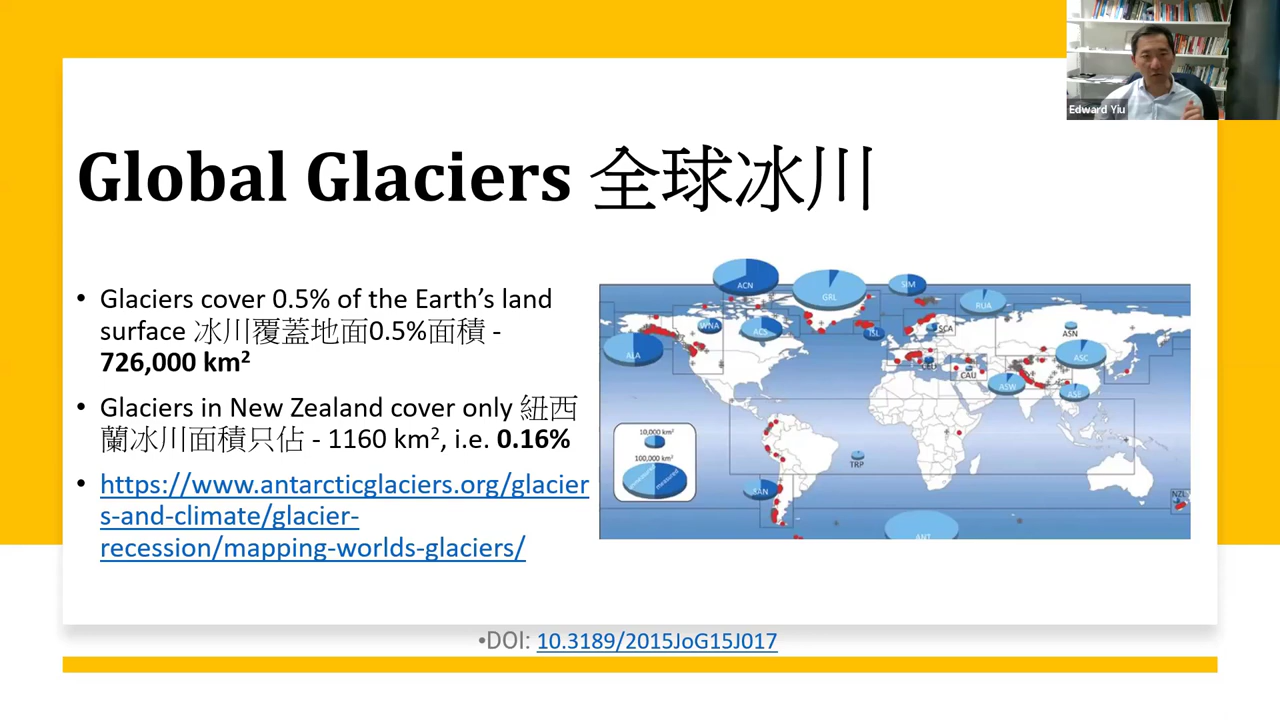 Edward Yiu
Global Glaciers 全球冰川
• Glaciers cover 0.5% of the Earth’s land
surface 冰川覆蓋地面0.5%面積 -
726,000 km²
• Glaciers in New Zealand cover only 紐西
蘭冰川面積只佔 - 1160 km², i.e. 0.16%
• https://www.antarcticglaciers.org/glacier
s-and-climate/glacier-
recession/mapping-worlds-glaciers/
ACN
GRL
SIM
RUA
WNA
ACS
ISL
SCA
ASN
ALA
CEU
CAU
ASC
ASW
ASE
10,000 km²
100,000 km²
unmeasured
measured
TRP
SAN
NZL
ANT
•DOI: 10.3189/2015JoG15J017